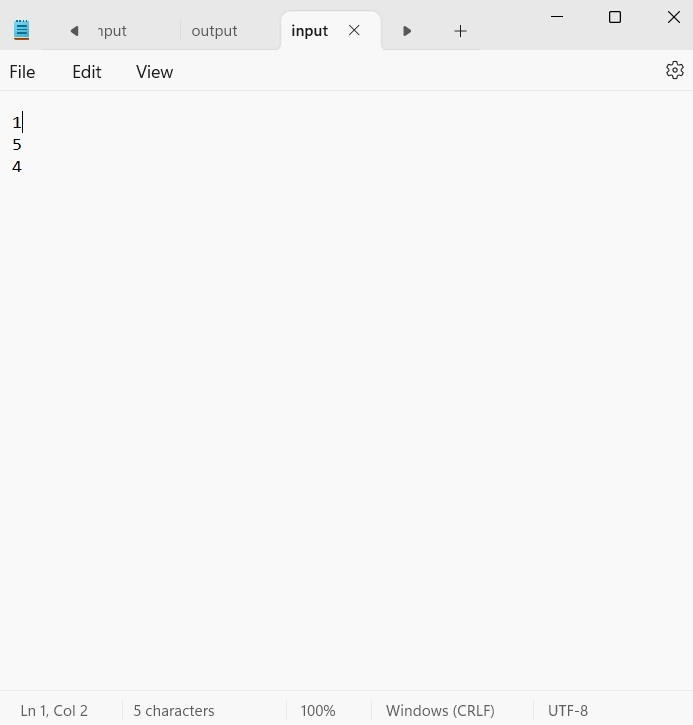 input output input
File Edit View
1
5
4
Ln 1, Col 2 5 characters 100% Windows (CRLF) UTF-8